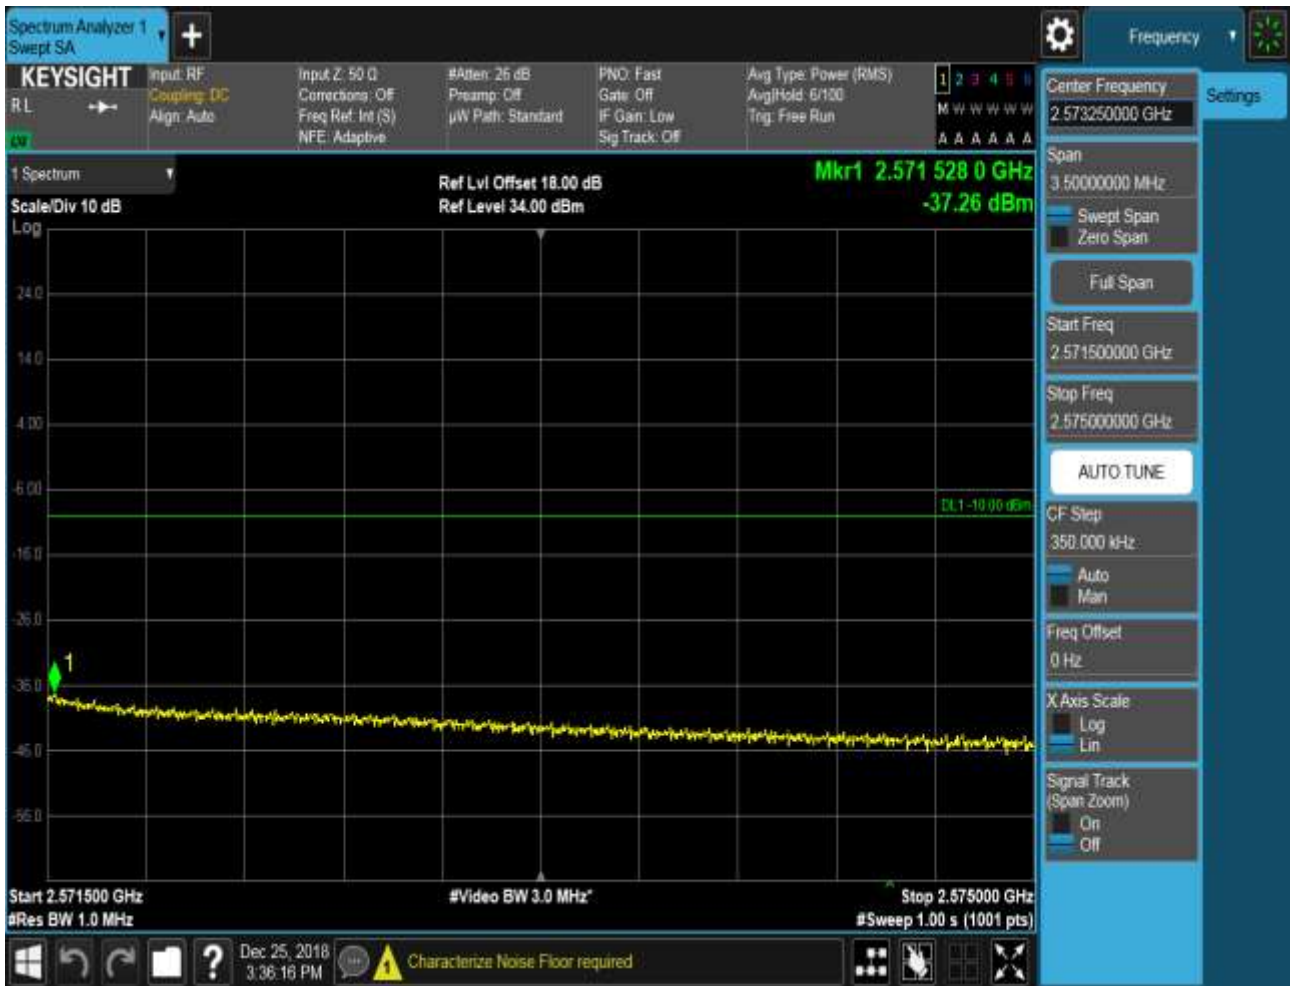 Spectrum Analyzer 1
Swept SA
+
Frequency
KEYSIGHT
Input: RF
Coupling: DC
Align: Auto
Input Z: 50 Ω
Corrections: Off
Freq Ref: Int (S)
NFE: Adaptive
#Atten: 26 dB
Preamp: Off
µW Path: Standard
PNO: Fast
Gate: Off
IF Gain: Low
Sig Track: Off
Avg Type: Power (RMS)
Avg|Hold: 6/100
Trig: Free Run
1 2 3 4 5 6
M W W W W W
A A A A A A
R L
1 Spectrum
Scale/Div 10 dB
Log
Ref Lvl Offset 18.00 dB
Ref Level 34.00 dBm
Mkr1 2.571 528 0 GHz
-37.26 dBm
24.0
14.0
4.00
-6.00
-16.0
-26.0
-36.0
-46.0
-56.0
DL1 -10.00 dBm
1
Start 2.571500 GHz
#Res BW 1.0 MHz
#Video BW 3.0 MHz*
Stop 2.575000 GHz
#Sweep 1.00 s (1001 pts)
Center Frequency
2.573250000 GHz
Settings
Span
3.50000000 MHz
Swept Span
Zero Span
Full Span
Start Freq
2.571500000 GHz
Stop Freq
2.575000000 GHz
AUTO TUNE
CF Step
350.000 kHz
Auto
Man
Freq Offset
0 Hz
X Axis Scale
Log
Lin
Signal Track
(Span Zoom)
On
Off
?
Dec 25, 2018
3:36:16 PM
1
Characterize Noise Floor required